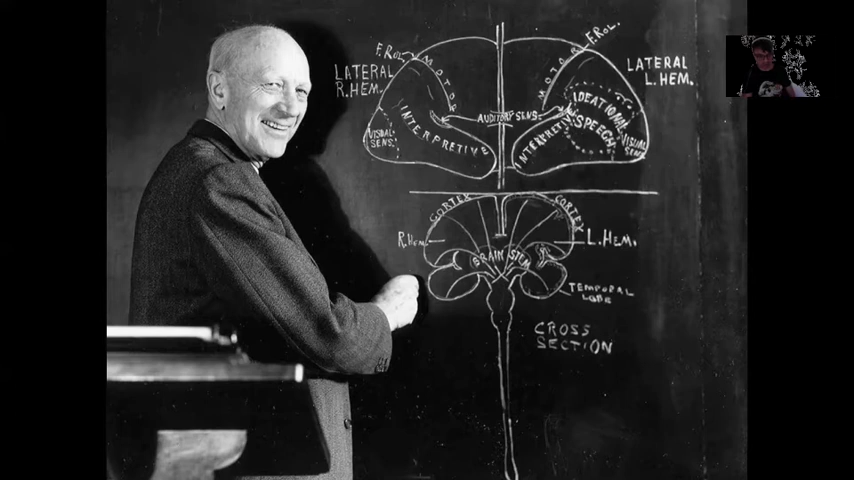 F. ROL.
MOTOR
LATERAL
R. HEM.
INTERPRETIVE
VISUAL
SENS.
AUDITORY SENS.
F. ROL.
MOTOR
LATERAL
L. HEM.
IDEATIONAL
SPEECH
INTERPRETIVE
VISUAL
SENS.
CORTEX
CORTEX
R. HEM.
L. HEM.
BRAIN STEM
TEMPORAL
LOBE
CROSS
SECTION